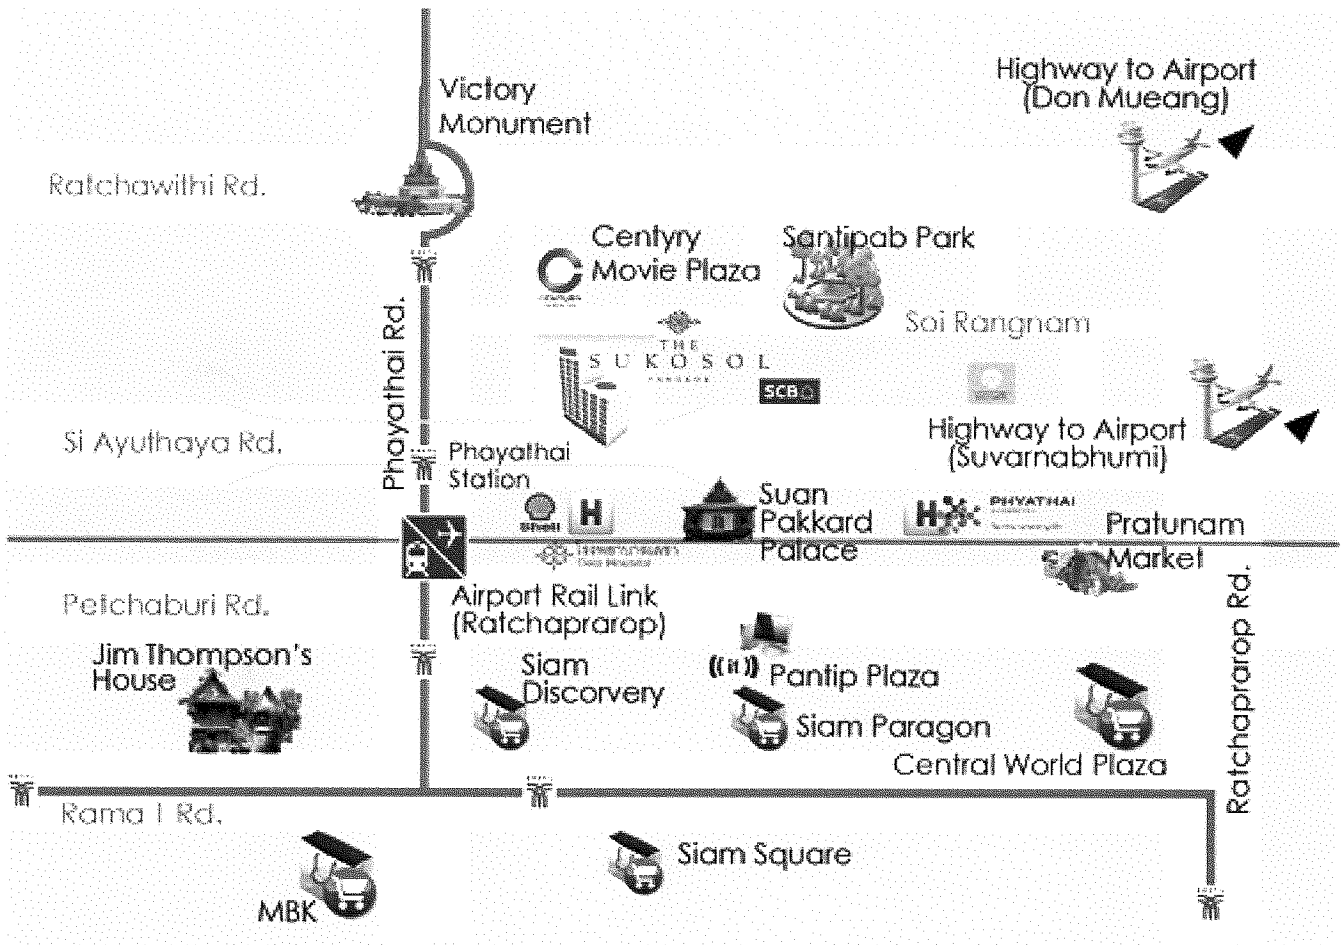 Victory
Monument
Highway to Airport
(Don Mueang)
Ratchawithi Rd.
Centyry
Movie Plaza
Santipab Park
Phayathai Rd.
Soi Rangnam
THE
SUKOSOL
SCB
Si Ayuthaya Rd.
Phayathai
Station
Highway to Airport
(Suvarnabhumi)
H
Suan
Pakkard
Palace
H
PHYATHAI
Pratunam
Market
Petchaburi Rd.
Airport Rail Link
(Ratchaprarop)
Ratchaprarop Rd.
Jim Thompson's
House
Siam
Discorvery
Pantip Plaza
Siam Paragon
Central World Plaza
Rama 1 Rd.
Siam Square
MBK